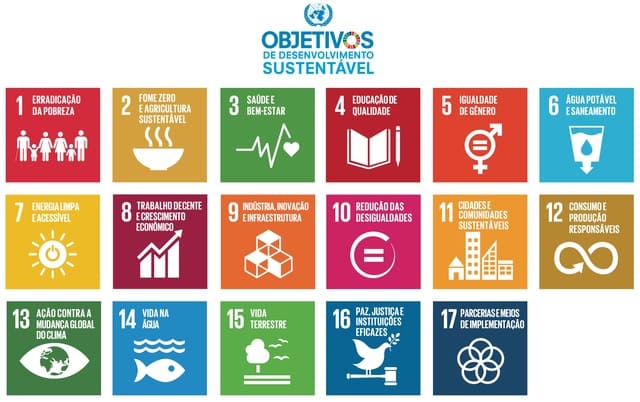 OBJETIVOS
DE DESENVOLVIMENTO
SUSTENTÁVEL
1 ERRADICAÇÃO
DA POBREZA
2 FOME ZERO
E AGRICULTURA
SUSTENTÁVEL
3 SAÚDE E
BEM-ESTAR
4 EDUCAÇÃO DE
QUALIDADE
5 IGUALDADE
DE GÊNERO
6 ÁGUA POTÁVEL
E SANEAMENTO
7 ENERGIA LIMPA
E ACESSÍVEL
8 TRABALHO DECENTE
E CRESCIMENTO
ECONÔMICO
9 INDÚSTRIA, INOVAÇÃO
E INFRAESTRUTURA
10 REDUÇÃO DAS
DESIGUALDADES
11 CIDADES E
COMUNIDADES
SUSTENTÁVEIS
12 CONSUMO E
PRODUÇÃO
RESPONSÁVEIS
13 AÇÃO CONTRA A
MUDANÇA GLOBAL
DO CLIMA
14 VIDA NA
ÁGUA
15 VIDA
TERRESTRE
16 PAZ, JUSTIÇA E
INSTITUIÇÕES
EFICAZES
17 PARCERIAS E MEIOS
DE IMPLEMENTAÇÃO